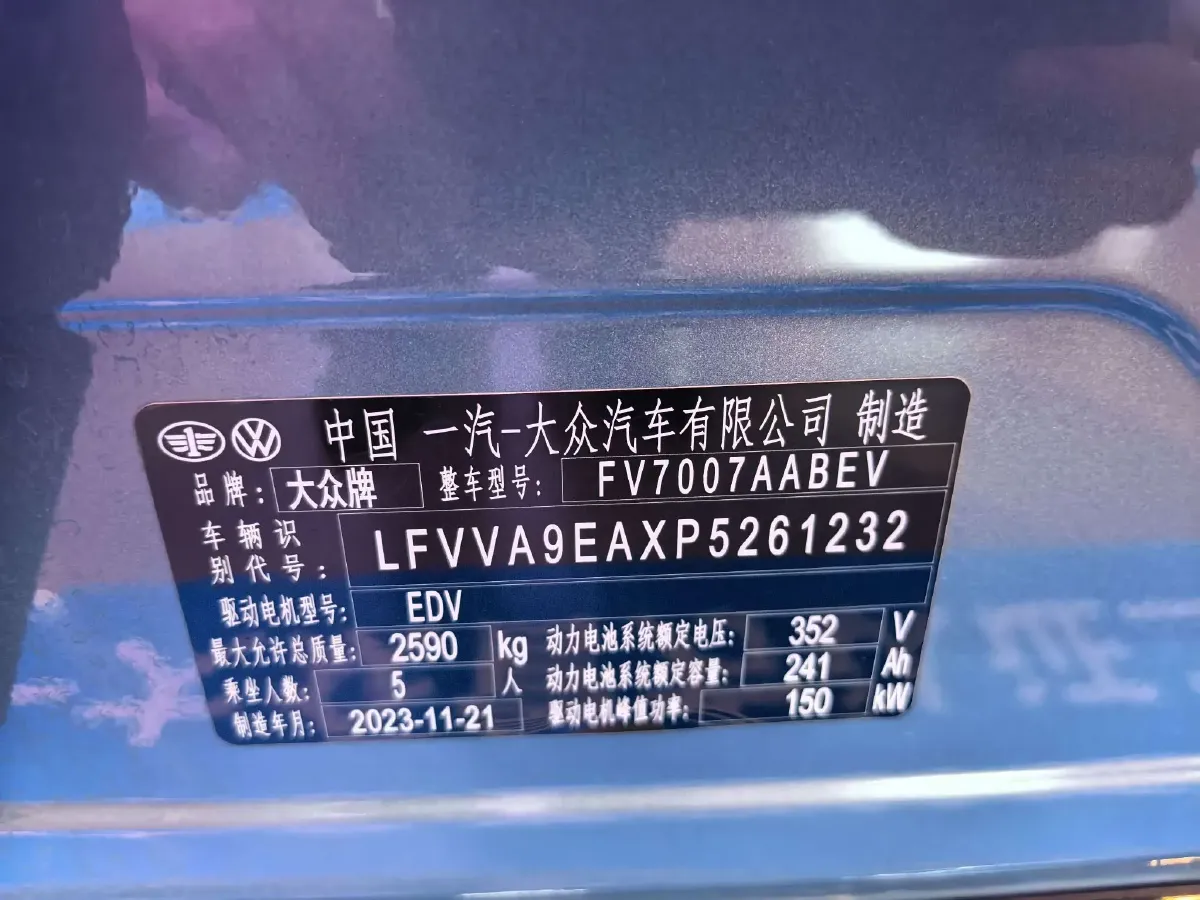 中国 一汽-大众汽车有限公司 制造
品牌: 大众牌 整车型号: FV7007AABEV
车辆识别代号: LFVVA9EAXP5261232
驱动电机型号: EDV
最大允许总质量: 2590 kg 动力电池系统额定电压: 352 V
乘坐人数: 5 人 动力电池系统额定容量: 241 Ah
制造年月: 2023-11-21 驱动电机峰值功率: 150 kW